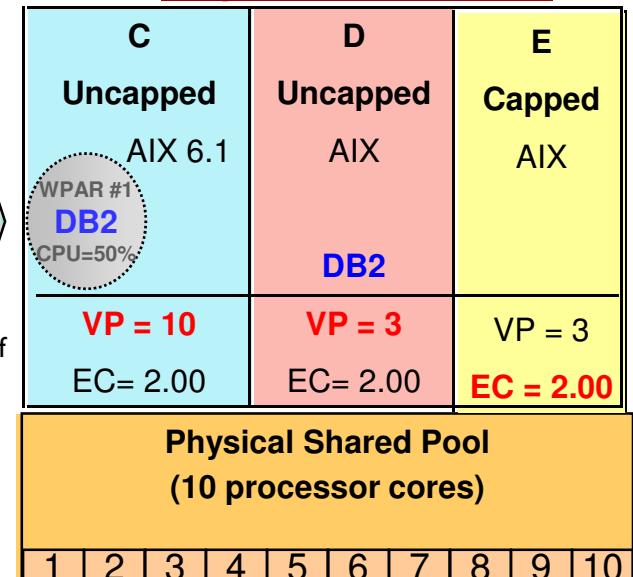 C
Uncapped
AIX 6.1
WPAR #1
DB2
CPU=50%
VP = 10
EC= 2.00
D
Uncapped
AIX
DB2
VP = 3
EC= 2.00
E
Capped
AIX
VP = 3
EC = 2.00
f
Physical Shared Pool
(10 processor cores)
1 2 3 4 5 6 7 8 9 10